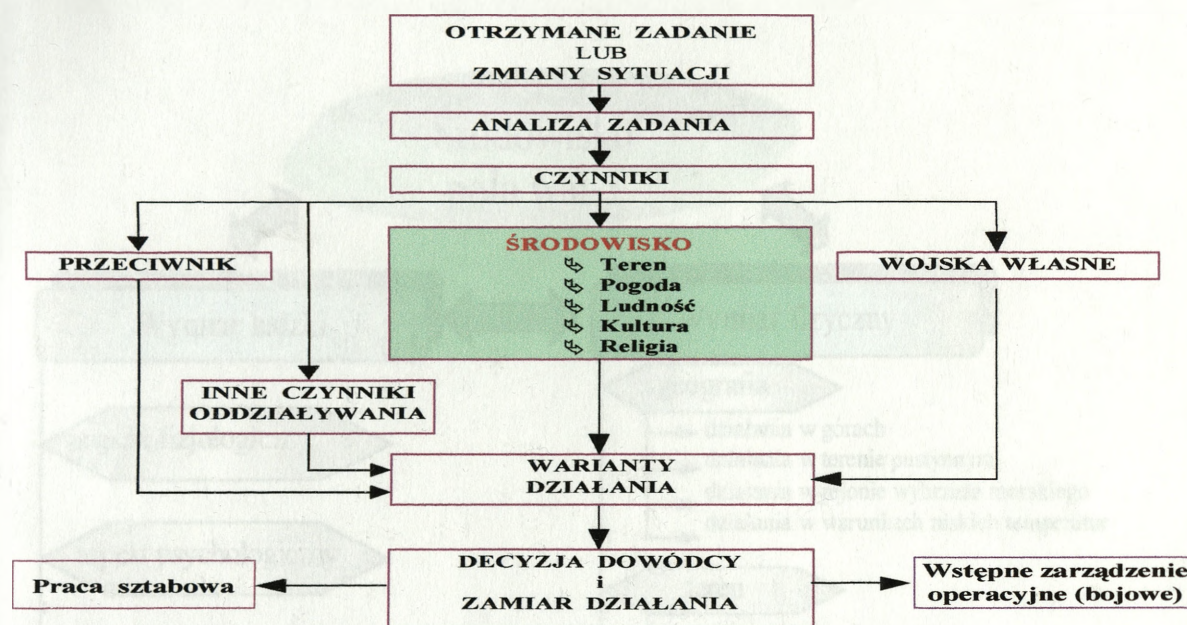 OTRZYMANE ZADANIE
LUB
ZMIANY SYTUACJI
ANALIZA ZADANIA
CZYNNIKI
PRZECIWNIK
ŚRODOWISKO
Teren
Pogoda
Ludność
Kultura
Religia
WOJSKA WŁASNE
INNE CZYNNIKI
ODDZIAŁYWANIA
WARIANTY
DZIAŁANIA
Praca sztabowa
DECYZJA DOWÓDCY
i
ZAMIAR DZIAŁANIA
Wstępne zarządzenie
operacyjne (bojowe)